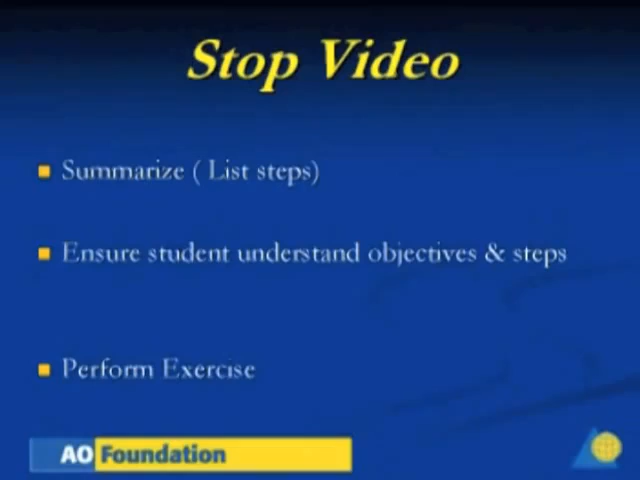 Stop Video
Summarize ( List steps)
Ensure student understand objectives & steps
Perform Exercise
AO Foundation